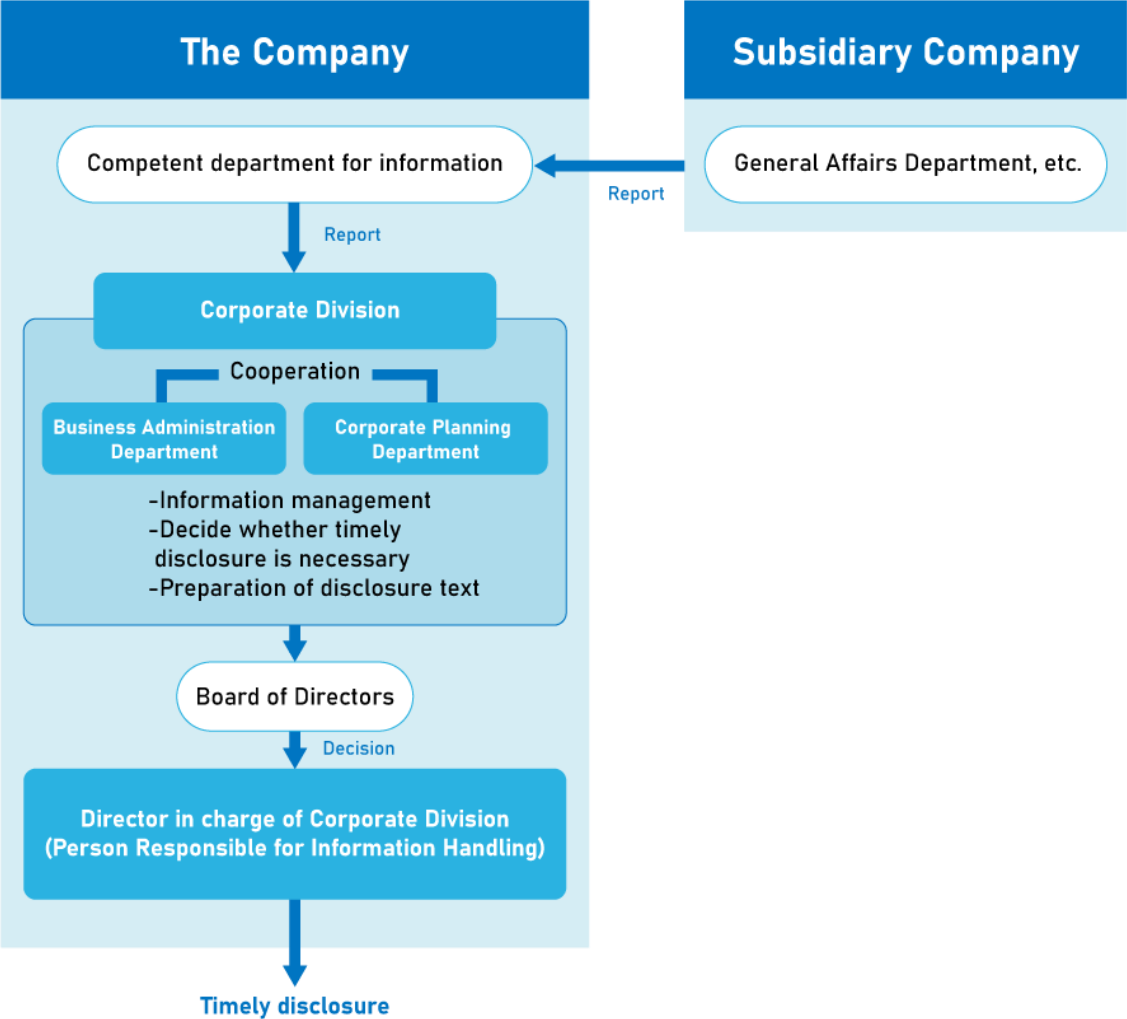 The Company
Subsidiary Company
Competent department for information
General Affairs Department, etc.
Report
Report
Corporate Division
Cooperation
Business Administration
Department
Corporate Planning
Department
-Information management
-Decide whether timely
disclosure is necessary
-Preparation of disclosure text
Board of Directors
Decision
Director in charge of Corporate Division
(Person Responsible for Information Handling)
Timely disclosure